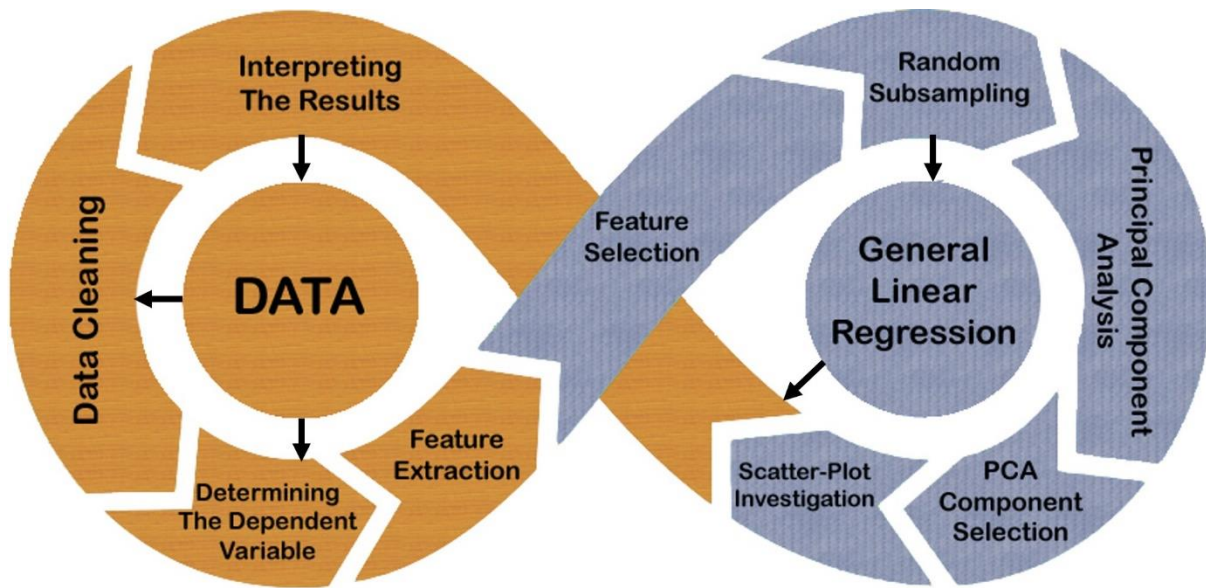 Interpreting
The Results
Data Cleaning
DATA
Determining
The Dependent
Variable
Feature
Extraction
Feature
Selection
Random
Subsampling
Principal Component
Analysis
General
Linear
Regression
PCA
Component
Selection
Scatter-Plot
Investigation